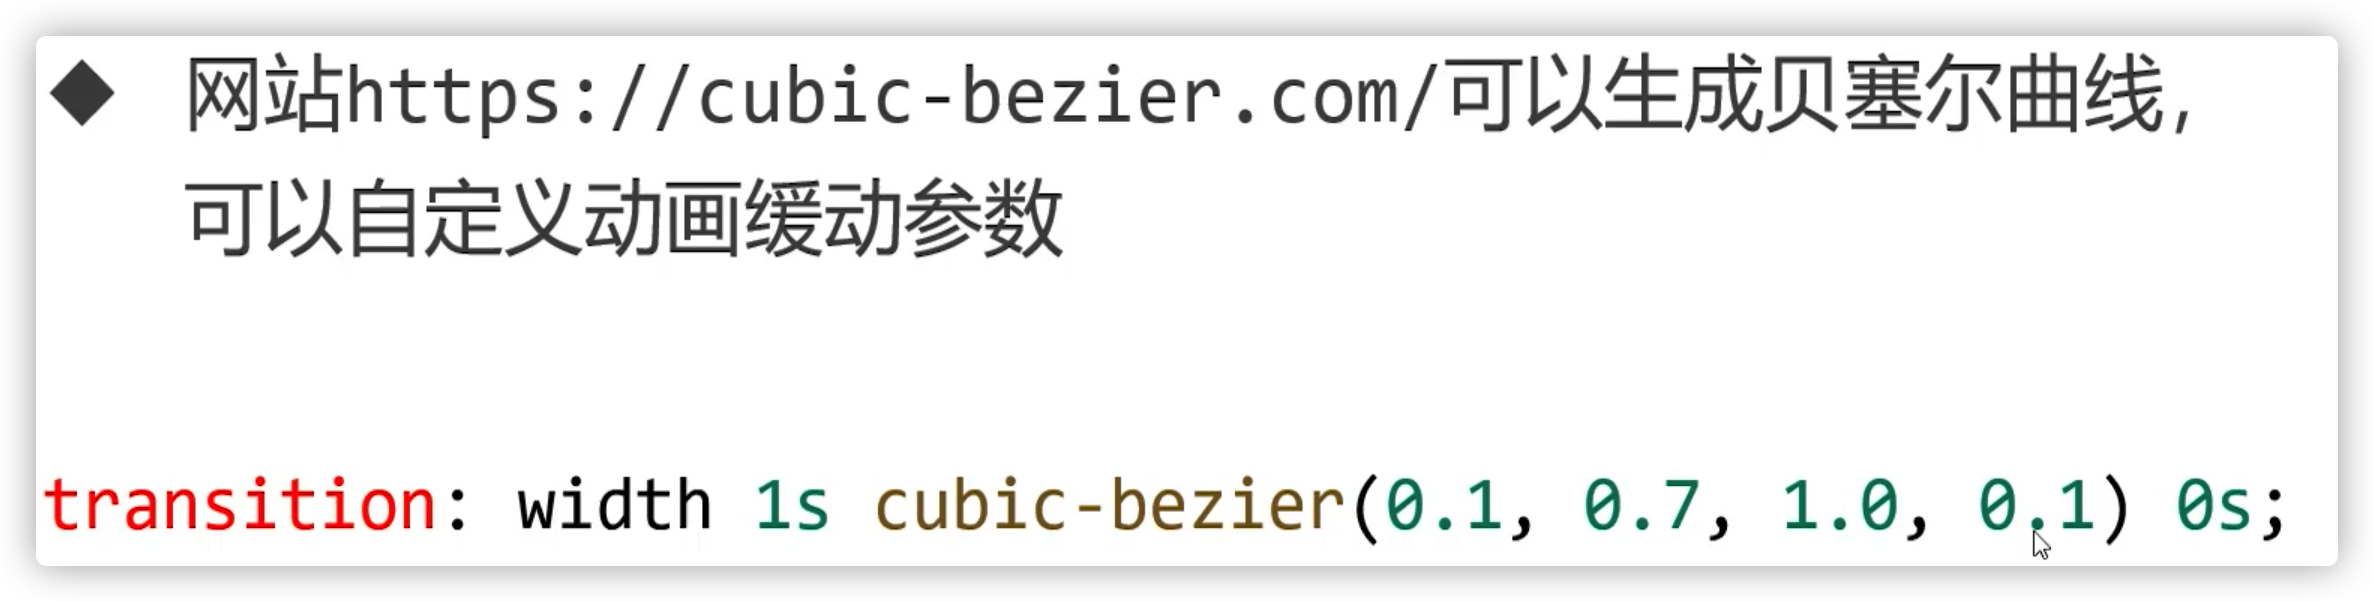 ◆ 网站https://cubic-bezier.com/可以生成贝塞尔曲线，
可以自定义动画缓动参数
transition: width 1s cubic-bezier(0.1, 0.7, 1.0, 0.1) 0s;